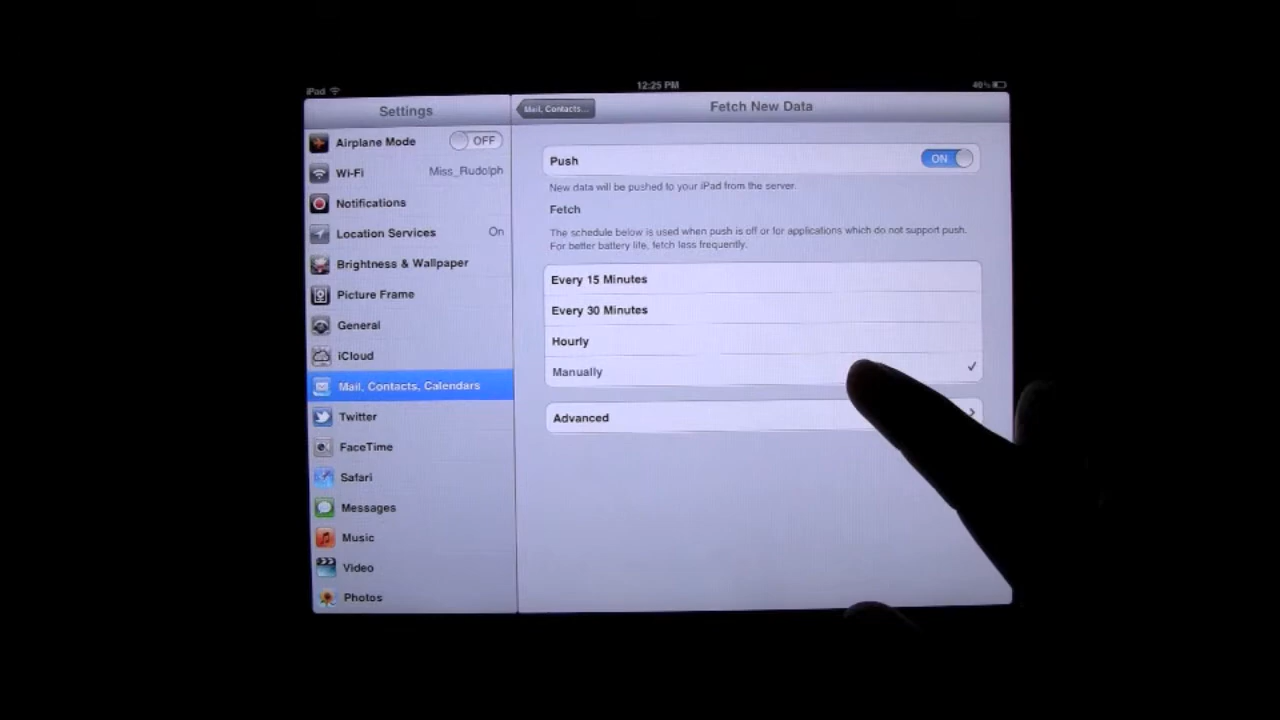 iPad
12:25 PM
40%
Settings
Mail, Contacts...
Fetch New Data
Airplane Mode
OFF
Wi-Fi
Miss_Rudolph
Notifications
Location Services
On
Brightness & Wallpaper
Picture Frame
General
iCloud
Mail, Contacts, Calendars
Twitter
FaceTime
Safari
Messages
Music
Video
Photos
Push
ON
New data will be pushed to your iPad from the server.
Fetch
The schedule below is used when push is off or for applications which do not support push.
For better battery life, fetch less frequently.
Every 15 Minutes
Every 30 Minutes
Hourly
Manually
Advanced